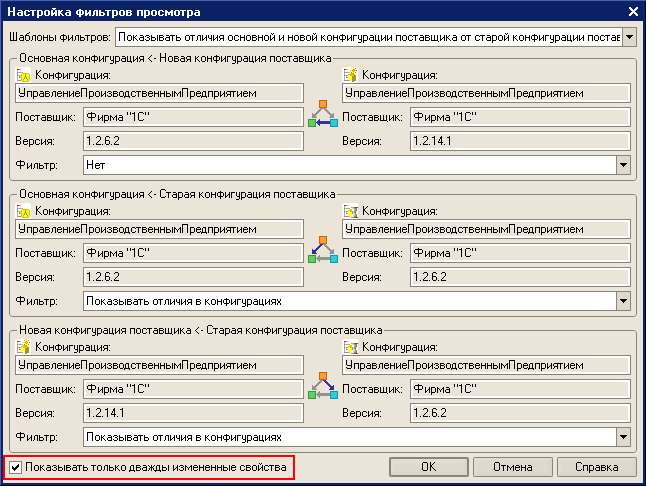 Настройка фильтров просмотра
Шаблоны фильтров: Показывать отличия основной и новой конфигурации поставщика от старой конфигурации постав
Основная конфигурация <- Новая конфигурация поставщика
Конфигурация: Конфигурация:
УправлениеПроизводственнымПредприятием УправлениеПроизводственнымПредприятием
Поставщик: Фирма "1С" Поставщик: Фирма "1С"
Версия: 1.2.6.2 Версия: 1.2.14.1
Фильтр: Нет
Основная конфигурация <- Старая конфигурация поставщика
Конфигурация: Конфигурация:
УправлениеПроизводственнымПредприятием УправлениеПроизводственнымПредприятием
Поставщик: Фирма "1С" Поставщик: Фирма "1С"
Версия: 1.2.6.2 Версия: 1.2.6.2
Фильтр: Показывать отличия в конфигурациях
Новая конфигурация поставщика <- Старая конфигурация поставщика
Конфигурация: Конфигурация:
УправлениеПроизводственнымПредприятием УправлениеПроизводственнымПредприятием
Поставщик: Фирма "1С" Поставщик: Фирма "1С"
Версия: 1.2.14.1 Версия: 1.2.6.2
Фильтр: Показывать отличия в конфигурациях
Показывать только дважды измененные свойства OK Отмена Справка